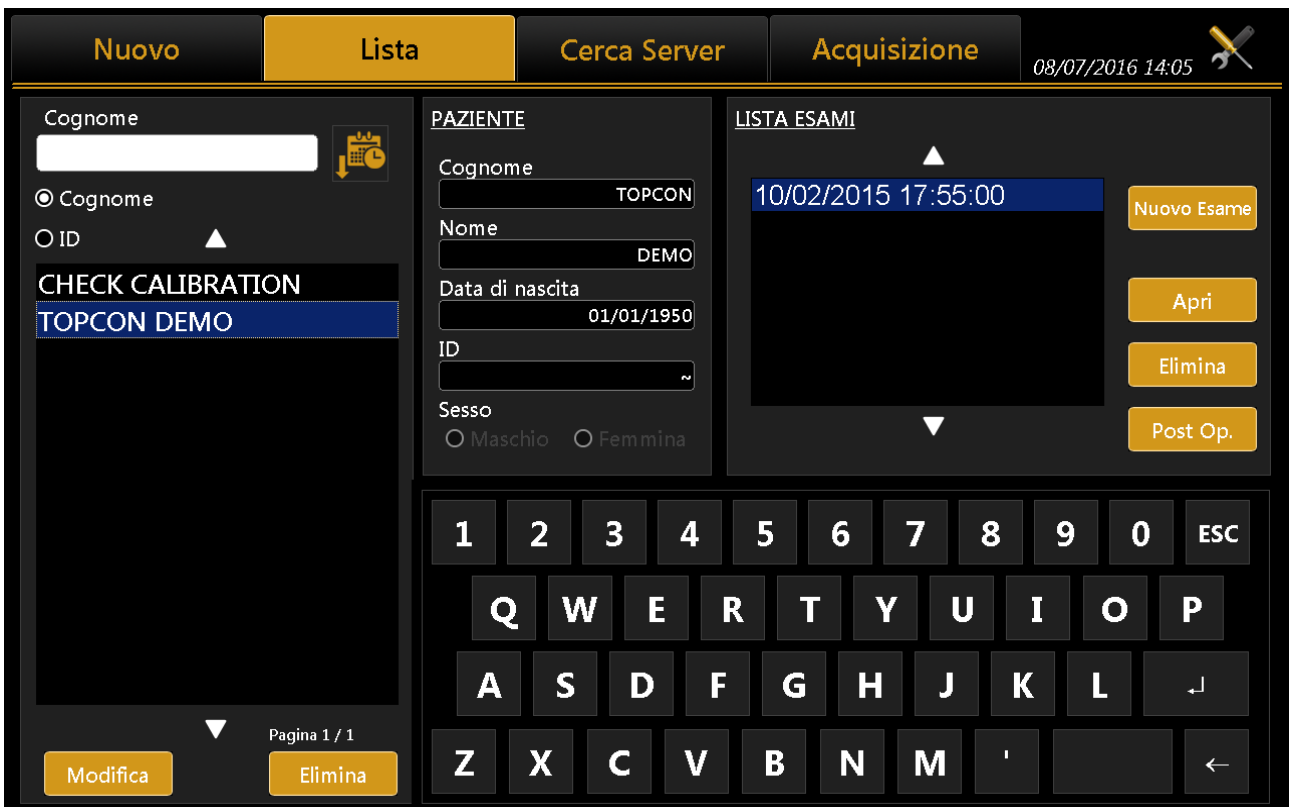 Nuovo
Lista
Cerca Server
Acquisizione
08/07/2016 14:05
Cognome
Cognome
ID
CHECK CALIBRATION
TOPCON DEMO
Pagina 1 / 1
Modifica
Elimina
PAZIENTE
Cognome
TOPCON
Nome
DEMO
Data di nascita
01/01/1950
ID
~
Sesso
Maschio Femmina
LISTA ESAMI
10/02/2015 17:55:00
Nuovo Esame
Apri
Elimina
Post Op.
1 2 3 4 5 6 7 8 9 0 ESC
Q W E R T Y U I O P
A S D F G H J K L ↵
Z X C V B N M ' ←